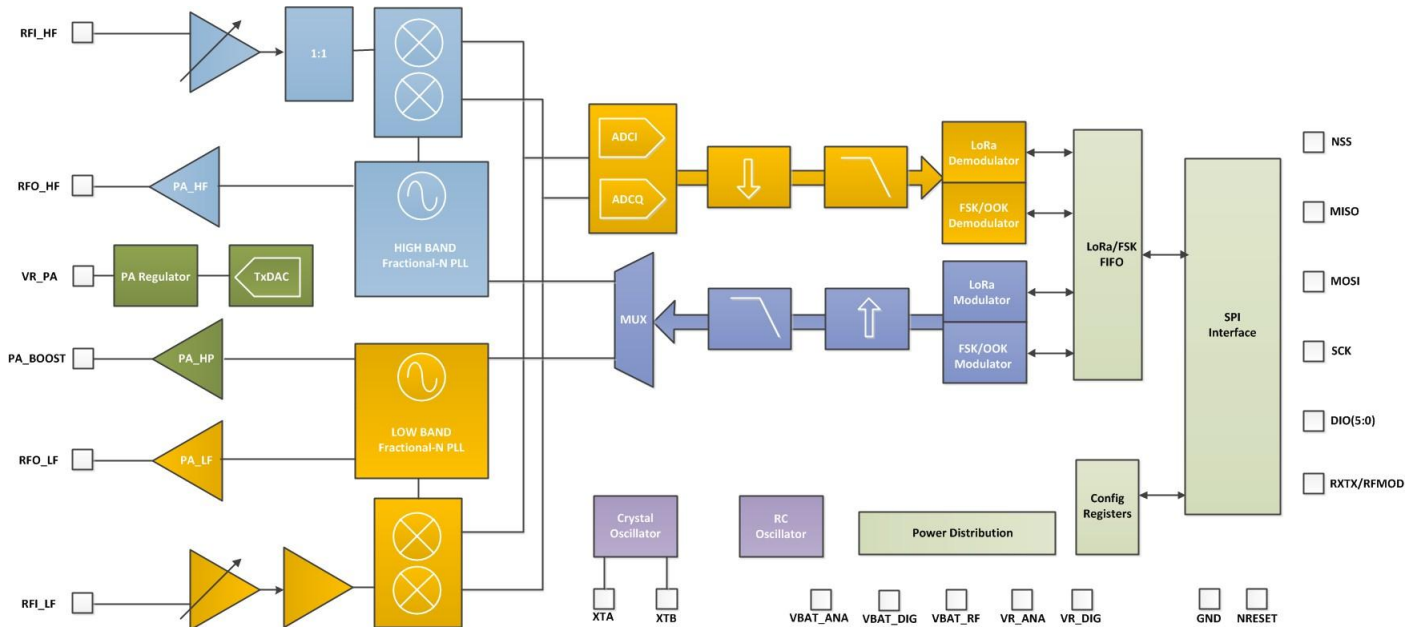 RFI_HF
1:1
ADCI
ADCQ
LoRa
Demodulator
FSK/OOK
Demodulator
NSS
RFO_HF
PA_HF
MISO
HIGH BAND
Fractional-N PLL
LoRa/FSK
FIFO
VR_PA
PA Regulator
TxDAC
MOSI
MUX
LoRa
Modulator
FSK/OOK
Modulator
SPI
Interface
PA_BOOST
PA_HP
SCK
LOW BAND
Fractional-N PLL
DIO(5:0)
RFO_LF
PA_LF
RXTX/RFMOD
Crystal
Oscillator
RC
Oscillator
Power Distribution
Config
Registers
RFI_LF
XTA
XTB
VBAT_ANA
VBAT_DIG
VBAT_RF
VR_ANA
VR_DIG
GND
NRESET